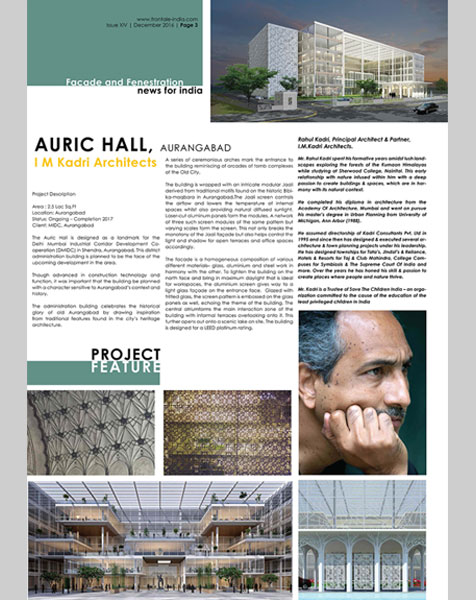 www.frontale-india.com
Issue XIV | December 2016 | Page 3
Facade and Fenestration
news for india
AURIC HALL, AURANGABAD
I M Kadri Architects
Project Description
Area : 2.5 Lac Sq.Ft
Location: Aurangabad
Status: Ongoing - Completion 2017
Client: MIDC, Aurangabad
The Auric Hall is designed as a landmark for the
Delhi Mumbai Industrial Corridor Development Co-
operation (DMIDC) in Shendra, Aurangabad. This district
administration building is planned to be the face of the
upcoming development in the area.
Though advanced in construction technology and
function, it was important that the building be planned
with a character sensitive to Aurangabad's context and
history.
The administration building celebrates the historical
glory of old Aurangabad by drawing inspiration
from traditional features found in the city's heritage
architecture.
A series of ceremonious arches mark the entrance to
the building reminiscing of arcades of tomb complexes
at the Old City.
The building is wrapped with an intricate modular Jaali
derived from traditional motifs found on the historic Bibi-
ka-maqbara in Aurangabad.The Jaali screen controls
the airflow and lowers the temperature of internal
spaces whilst also providing natural diffused sunlight.
Laser-cut aluminum panels form the modules. A network
of three such screen modules of the same pattern but
varying scales form the screen. This not only breaks the
monotony of the Jaali façade but also helps control the
light and shadow for open terraces and office spaces
accordingly.
The facade is a homogeneous composition of various
different materials- glass, aluminum and steel work in
harmony with the other. To lighten the building on the
north face and bring in maximum daylight that is ideal
for workspaces, the aluminum screen gives way to a
light glass façade on the entrance face. Glazed with
fritted glass, the screen pattern is embossed on the glass
panels as well, echoing the theme of the building. The
central atriumforms the main interaction zone of the
building with internal terraces overlooking onto it. This
further opens out onto a scenic lake on site. The building
is designed for a LEED platinum rating.
Rahul Kadri, Principal Architect & Partner,
I.M.Kadri Architects.
Mr. Rahul Kadri spent his formative years amidst lush land-
scapes exploring the forests of the Kumaon Himalayas
while studying at Sherwood College, Nainital. This early
relationship with nature infused within him a deep
passion to create buildings & spaces, which are in har-
mony with its natural context.
He completed his diploma in architecture from the
Academy Of Architecture, Mumbai and went on pursue
his master's degree in Urban Planning from University of
Michigan, Ann Arbor (1988).
He assumed directorship of Kadri Consultants Pvt. Ltd in
1995 and since then has designed & executed several ar-
chitecture & town planning projects under his leadership.
He has designed townships for Tata's, Jindal's & Reliance,
Hotels & Resorts for Taj & Club Mahindra, College Cam-
puses for Symbiosis & The Supreme Court Of India and
more. Over the years he has honed his skill & passion to
create places where people and nature thrive.
Mr. Kadri is a Trustee of Save The Children India – an orga-
nisation committed to the cause of the education of the
least privileged children in India
PROJECT
FEATURE